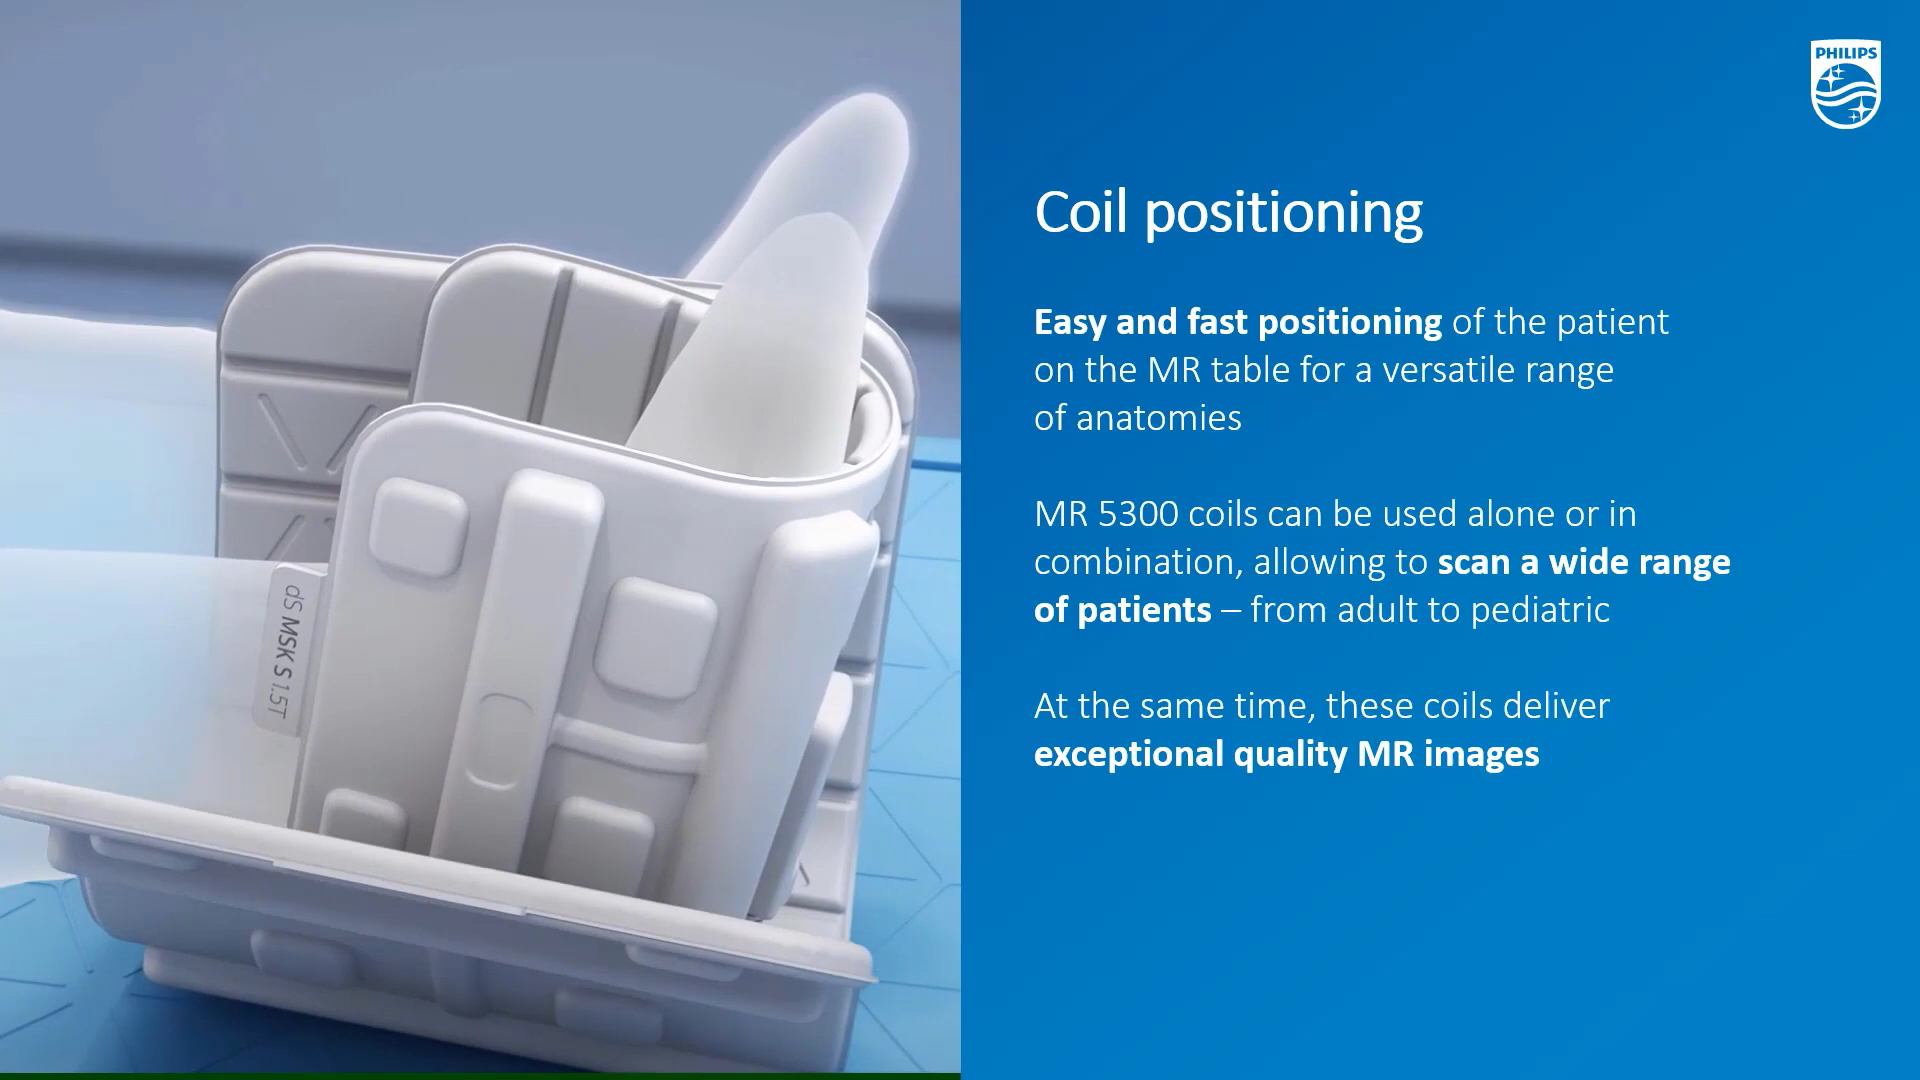 PHILIPS
Coil positioning
Easy and fast positioning of the patient
on the MR table for a versatile range
of anatomies
MR 5300 coils can be used alone or in
combination, allowing to scan a wide range
of patients – from adult to pediatric
At the same time, these coils deliver
exceptional quality MR images
dS MSK S 1.5T